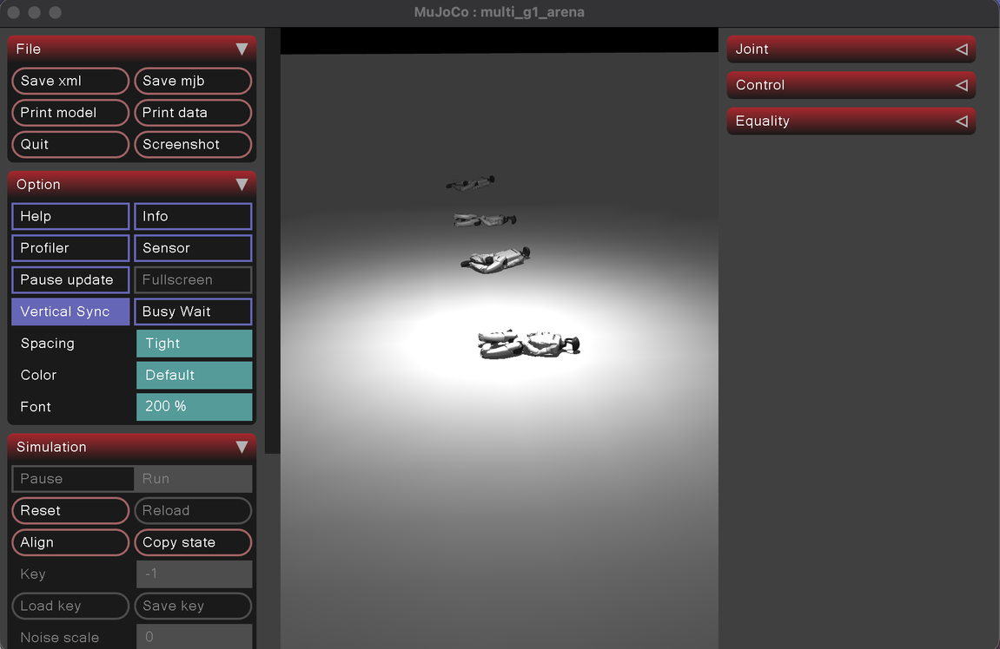 MuJoCo : multi_g1_arena
File
Save xml
Save mjb
Print model
Print data
Quit
Screenshot
Option
Help
Info
Profiler
Sensor
Pause update
Fullscreen
Vertical Sync
Busy Wait
Spacing
Tight
Color
Default
Font
200 %
Simulation
Pause
Run
Reset
Reload
Align
Copy state
Key
-1
Load key
Save key
Noise scale
0
Joint
Control
Equality